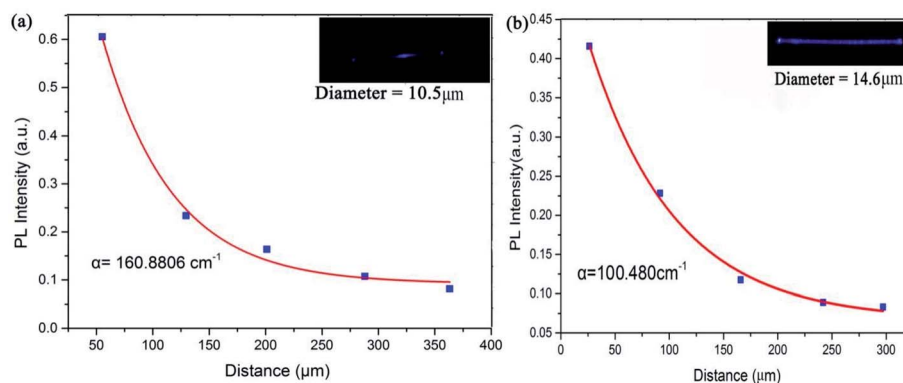 (a)
Diameter = 10.5μm
PL Intensity (a.u.)
0.6
0.5
0.4
0.3
0.2
0.1
0.0
α= 160.8806 cm⁻¹
50 100 150 200 250 300 350 400
Distance (μm)
(b)
Diameter = 14.6μm
PL Intensity(a.u.)
0.45
0.40
0.35
0.30
0.25
0.20
0.15
0.10
0.05
α=100.480cm⁻¹
0 50 100 150 200 250 300
Distance (μm)